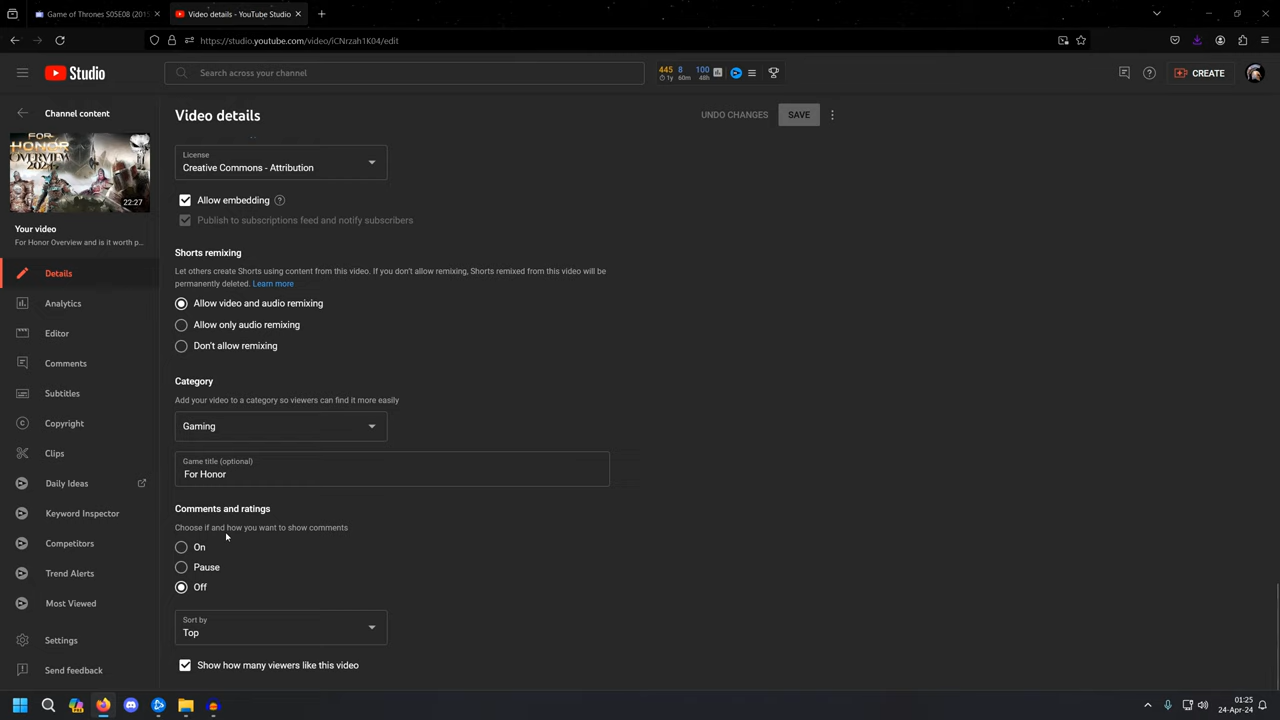 Game of Thrones S05E08 (2015
Video details - YouTube Studio
https://studio.youtube.com/video/iCNrzah1K04/edit
Studio
Search across your channel
445 8 100
1y 60m 48h
CREATE
Channel content
Video details
UNDO CHANGES
SAVE
FOR HONOR
OVERVIEW
2024
22:27
Your video
For Honor Overview and is it worth p...
Details
Analytics
Editor
Comments
Subtitles
Copyright
Clips
Daily Ideas
Keyword Inspector
Competitors
Trend Alerts
Most Viewed
Settings
Send feedback
License
Creative Commons - Attribution
Allow embedding
Publish to subscriptions feed and notify subscribers
Shorts remixing
Let others create Shorts using content from this video. If you don't allow remixing, Shorts remixed from this video will be
permanently deleted. Learn more
Allow video and audio remixing
Allow only audio remixing
Don't allow remixing
Category
Add your video to a category so viewers can find it more easily
Gaming
Game title (optional)
For Honor
Comments and ratings
Choose if and how you want to show comments
On
Pause
Off
Sort by
Top
Show how many viewers like this video
01:25
24-Apr-24